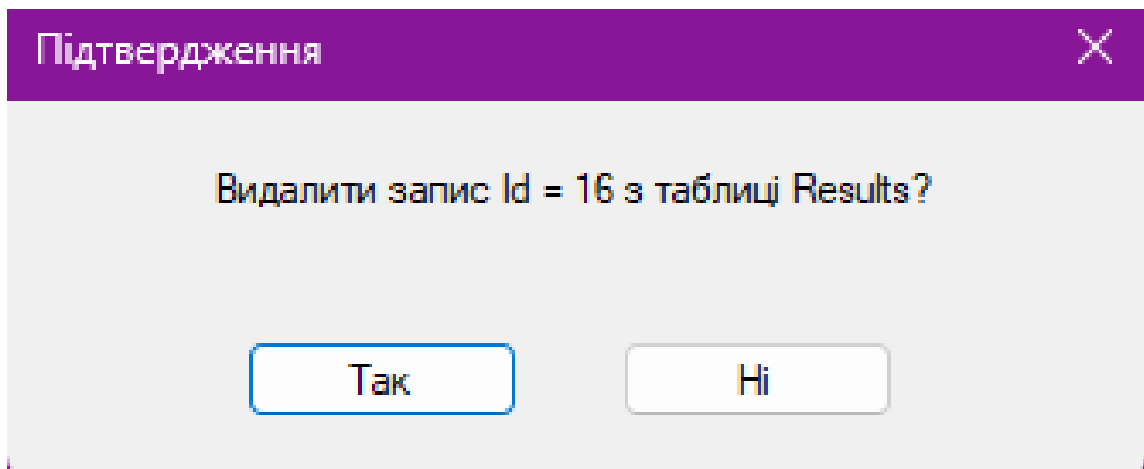 Підтвердження
Видалити запис Id = 16 з таблиці Results?
Так
Ні